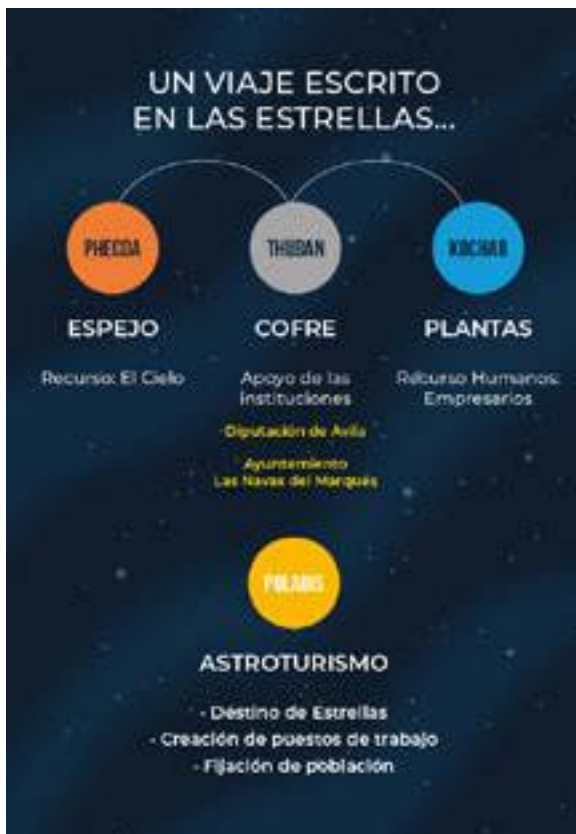 UN VIAJE ESCRITO
EN LAS ESTRELLAS...
PHECDA
THUBAN
KOCHAB
ESPEJO
COFRE
PLANTAS
Recurso: El Cielo
Apoyo de las
Instituciones
Recurso Humanos:
Empresarios
-Diputación de Avila
Ayuntamiento
Las Navas del Marqués
POLARIS
ASTROTURISMO
- Destino de Estrellas
- Creación de puestos de trabajo
- Fijación de población